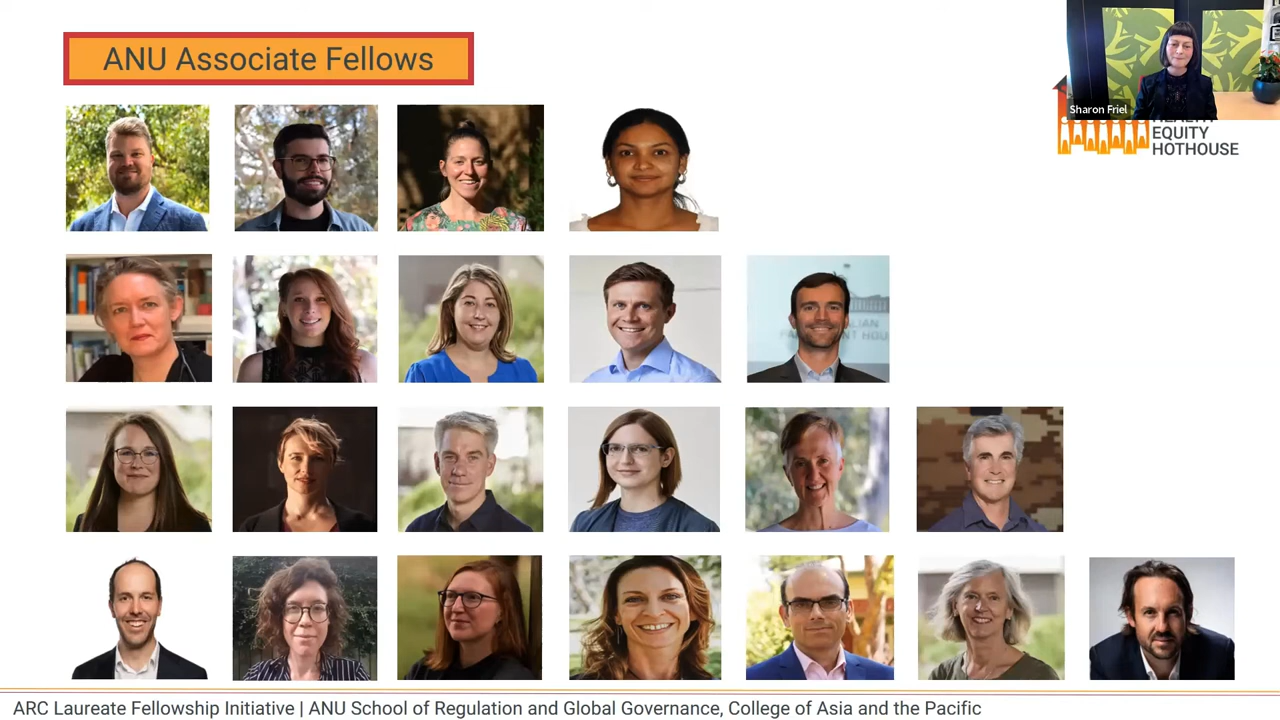 ANU Associate Fellows
Sharon Friel
HEALTH
EQUITY
HOTHOUSE
ARC Laureate Fellowship Initiative | ANU School of Regulation and Global Governance, College of Asia and the Pacific